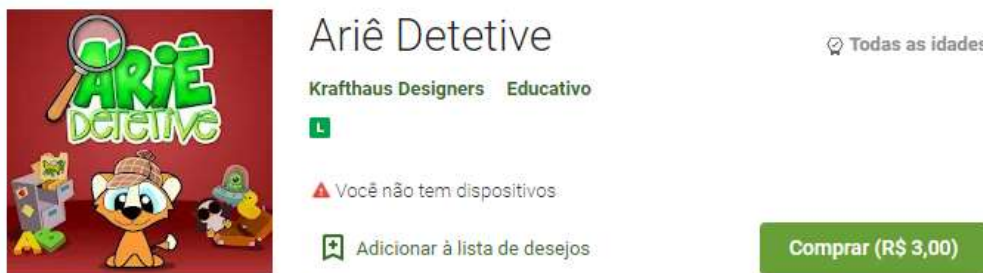 ARIÊ
DETETIVE
Ariê Detetive
Todas as idades
Krafthaus Designers Educativo
L
Você não tem dispositivos
Adicionar à lista de desejos
Comprar (R$ 3,00)